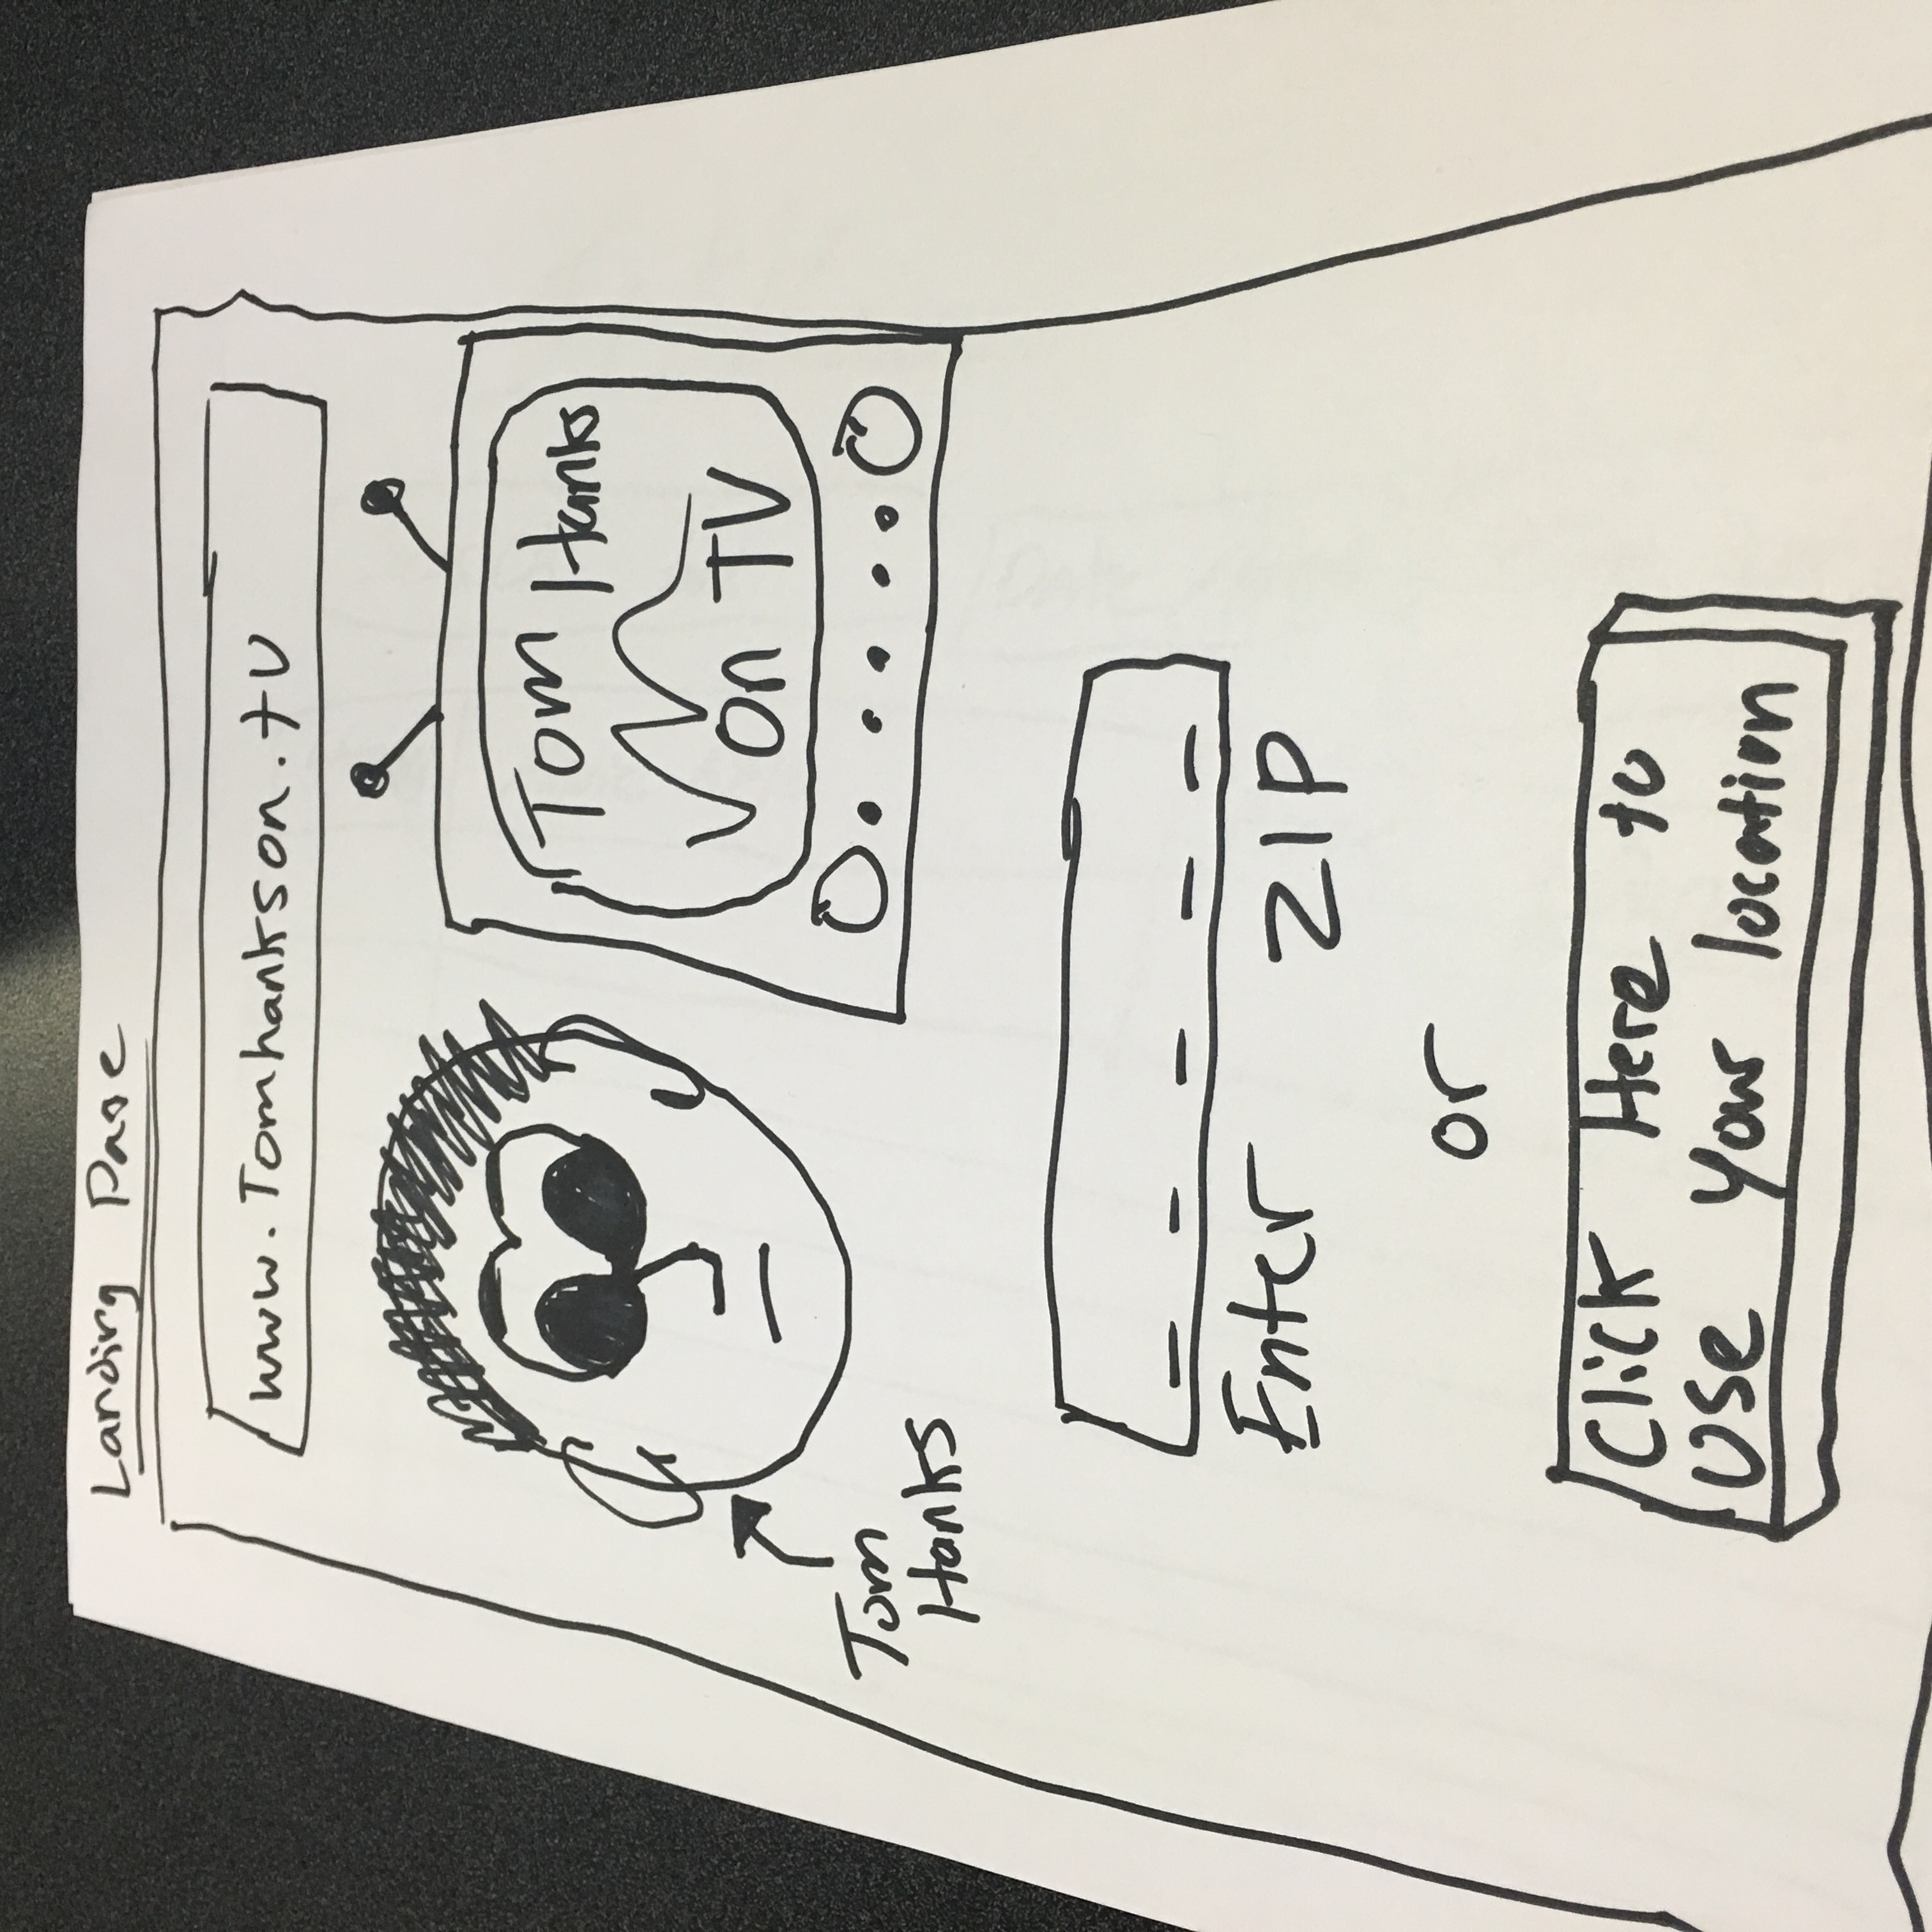 Landing Page
www.Tomhankson.tv
Tom Hanks
on TV
Tom
Hanks
Enter ZIP
or
Click Here to
Use your location